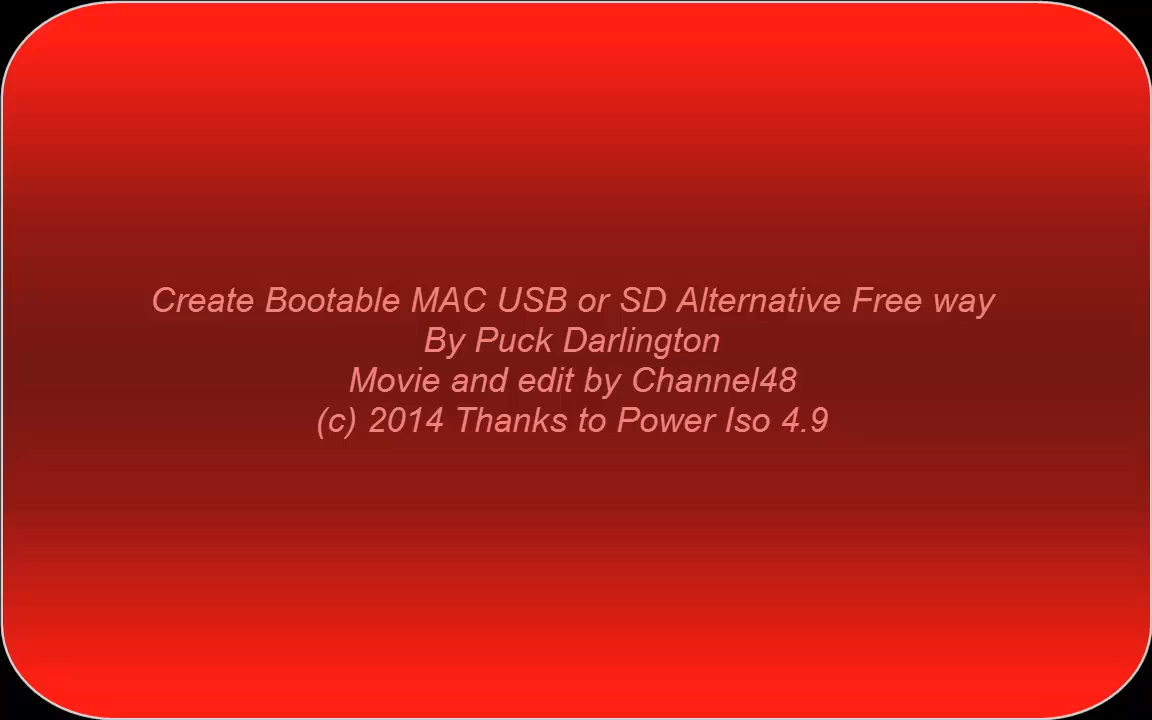 Create Bootable MAC USB or SD Alternative Free way
By Puck Darlington
Movie and edit by Channel48
(c) 2014 Thanks to Power Iso 4.9